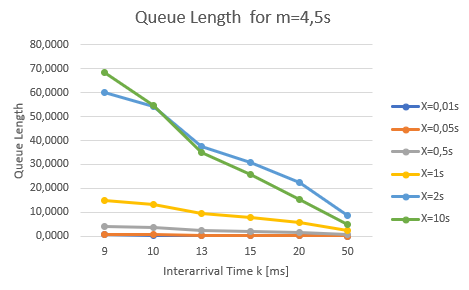 Queue Length for m=4,5s
80,0000
70,0000
60,0000
50,0000
40,0000
30,0000
20,0000
10,0000
0,0000
Queue Length
9 10 13 15 20 50
Interarrival Time k [ms]
X=0,01s
X=0,05s
X=0,5s
X=1s
X=2s
X=10s